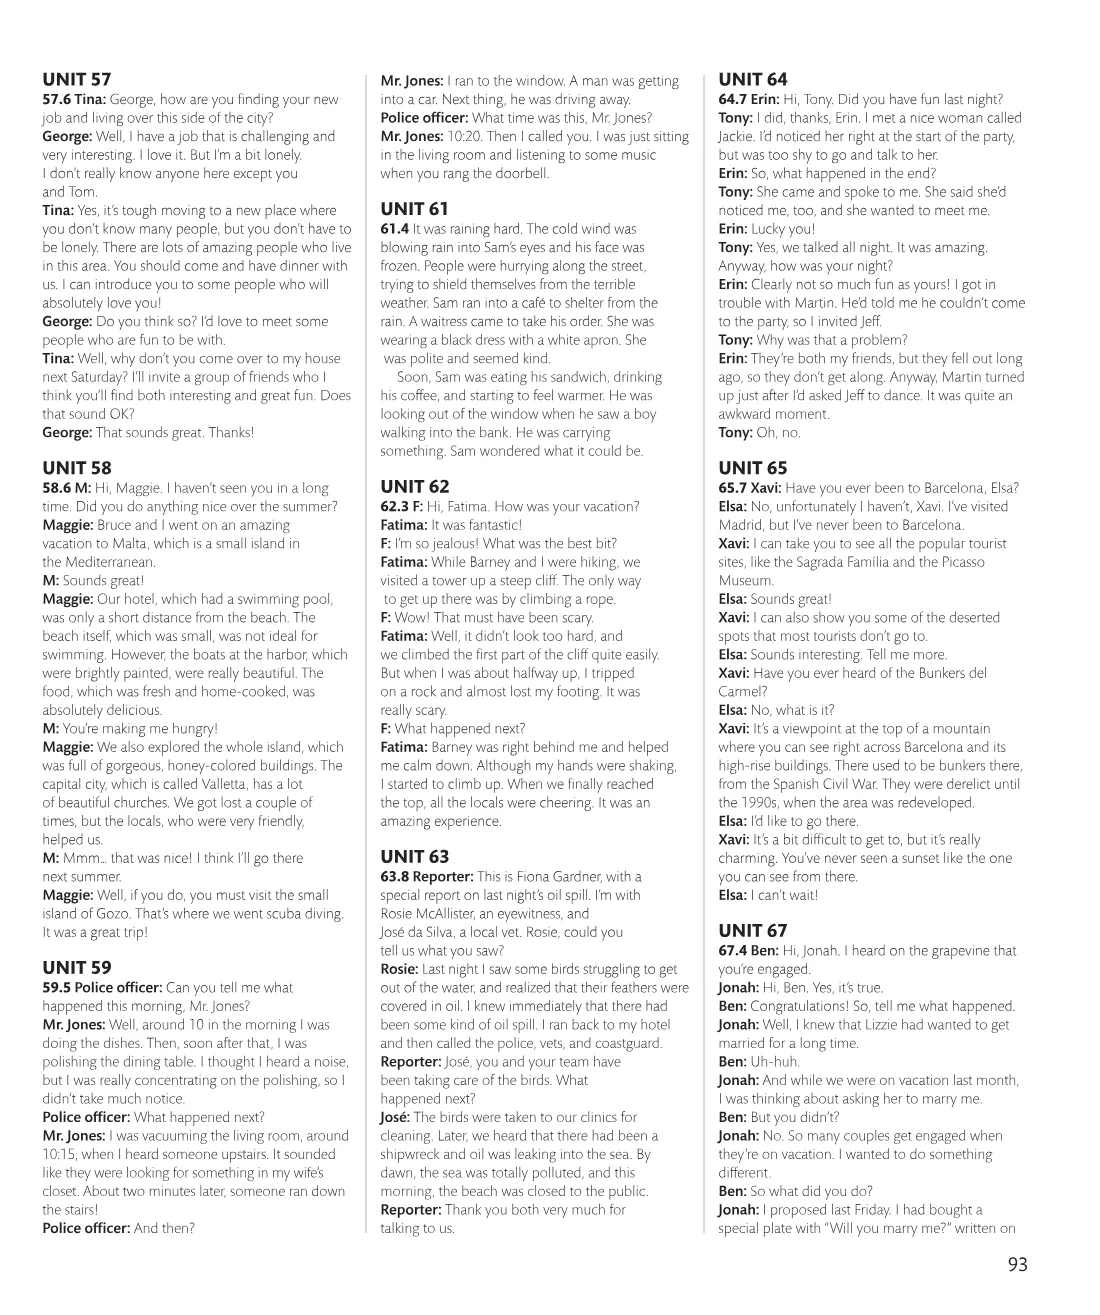 UNIT 57
57.6 Tina: George, how are you finding your new
job and living over this side of the city?
George: Well, I have a job that is challenging and
very interesting. I love it. But I’m a bit lonely.
I don’t really know anyone here except you
and Tom.
Tina: Yes, it’s tough moving to a new place where
you don’t know many people, but you don’t have to
be lonely. There are lots of amazing people who live
in this area. You should come and have dinner with
us. I can introduce you to some people who will
absolutely love you!
George: Do you think so? I’d love to meet some
people who are fun to be with.
Tina: Well, why don’t you come over to my house
next Saturday? I’ll invite a group of friends who I
think you’ll find both interesting and great fun. Does
that sound OK?
George: That sounds great. Thanks!
UNIT 58
58.6 M: Hi, Maggie. I haven’t seen you in a long
time. Did you do anything nice over the summer?
Maggie: Bruce and I went on an amazing
vacation to Malta, which is a small island in
the Mediterranean.
M: Sounds great!
Maggie: Our hotel, which had a swimming pool,
was only a short distance from the beach. The
beach itself, which was small, was not ideal for
swimming. However, the boats at the harbor, which
were brightly painted, were really beautiful. The
food, which was fresh and home-cooked, was
absolutely delicious.
M: You’re making me hungry!
Maggie: We also explored the whole island, which
was full of gorgeous, honey-colored buildings. The
capital city, which is called Valletta, has a lot
of beautiful churches. We got lost a couple of
times, but the locals, who were very friendly,
helped us.
M: Mmm… that was nice! I think I’ll go there
next summer.
Maggie: Well, if you do, you must visit the small
island of Gozo. That’s where we went scuba diving.
It was a great trip!
UNIT 59
59.5 Police officer: Can you tell me what
happened this morning, Mr. Jones?
Mr. Jones: Well, around 10 in the morning I was
doing the dishes. Then, soon after that, I was
polishing the dining table. I thought I heard a noise,
but I was really concentrating on the polishing, so I
didn’t take much notice.
Police officer: What happened next?
Mr. Jones: I was vacuuming the living room, around
10:15, when I heard someone upstairs. It sounded
like they were looking for something in my wife’s
closet. About two minutes later, someone ran down
the stairs!
Police officer: And then?
Mr. Jones: I ran to the window. A man was getting
into a car. Next thing, he was driving away.
Police officer: What time was this, Mr. Jones?
Mr. Jones: 10:20. Then I called you. I was just sitting
in the living room and listening to some music
when you rang the doorbell.
UNIT 61
61.4 It was raining hard. The cold wind was
blowing rain into Sam’s eyes and his face was
frozen. People were hurrying along the street,
trying to shield themselves from the terrible
weather. Sam ran into a café to shelter from the
rain. A waitress came to take his order. She was
wearing a black dress with a white apron. She
was polite and seemed kind.
Soon, Sam was eating his sandwich, drinking
his coffee, and starting to feel warmer. He was
looking out of the window when he saw a boy
walking into the bank. He was carrying
something. Sam wondered what it could be.
UNIT 62
62.3 F: Hi, Fatima. How was your vacation?
Fatima: It was fantastic!
F: I’m so jealous! What was the best bit?
Fatima: While Barney and I were hiking, we
visited a tower up a steep cliff. The only way
to get up there was by climbing a rope.
F: Wow! That must have been scary.
Fatima: Well, it didn’t look too hard, and
we climbed the first part of the cliff quite easily.
But when I was about halfway up, I tripped
on a rock and almost lost my footing. It was
really scary.
F: What happened next?
Fatima: Barney was right behind me and helped
me calm down. Although my hands were shaking,
I started to climb up. When we finally reached
the top, all the locals were cheering. It was an
amazing experience.
UNIT 63
63.8 Reporter: This is Fiona Gardner, with a
special report on last night’s oil spill. I’m with
Rosie McAllister, an eyewitness, and
José da Silva, a local vet. Rosie, could you
tell us what you saw?
Rosie: Last night I saw some birds struggling to get
out of the water, and realized that their feathers were
covered in oil. I knew immediately that there had
been some kind of oil spill. I ran back to my hotel
and then called the police, vets, and coastguard.
Reporter: José, you and your team have
been taking care of the birds. What
happened next?
José: The birds were taken to our clinics for
cleaning. Later, we heard that there had been a
shipwreck and oil was leaking into the sea. By
dawn, the sea was totally polluted, and this
morning, the beach was closed to the public.
Reporter: Thank you both very much for
talking to us.
UNIT 64
64.7 Erin: Hi, Tony. Did you have fun last night?
Tony: I did, thanks, Erin. I met a nice woman called
Jackie. I’d noticed her right at the start of the party,
but was too shy to go and talk to her.
Erin: So, what happened in the end?
Tony: She came and spoke to me. She said she’d
noticed me, too, and she wanted to meet me.
Erin: Lucky you!
Tony: Yes, we talked all night. It was amazing.
Anyway, how was your night?
Erin: Clearly not so much fun as yours! I got in
trouble with Martin. He’d told me he couldn’t come
to the party, so I invited Jeff.
Tony: Why was that a problem?
Erin: They’re both my friends, but they fell out long
ago, so they don’t get along. Anyway, Martin turned
up just after I’d asked Jeff to dance. It was quite an
awkward moment.
Tony: Oh, no.
UNIT 65
65.7 Xavi: Have you ever been to Barcelona, Elsa?
Elsa: No, unfortunately I haven’t, Xavi. I’ve visited
Madrid, but I’ve never been to Barcelona.
Xavi: I can take you to see all the popular tourist
sites, like the Sagrada Família and the Picasso
Museum.
Elsa: Sounds great!
Xavi: I can also show you some of the deserted
spots that most tourists don’t go to.
Elsa: Sounds interesting. Tell me more.
Xavi: Have you ever heard of the Bunkers del
Carmel?
Elsa: No, what is it?
Xavi: It’s a viewpoint at the top of a mountain
where you can see right across Barcelona and its
high-rise buildings. There used to be bunkers there,
from the Spanish Civil War. They were derelict until
the 1990s, when the area was redeveloped.
Elsa: I’d like to go there.
Xavi: It’s a bit difficult to get to, but it’s really
charming. You’ve never seen a sunset like the one
you can see from there.
Elsa: I can’t wait!
UNIT 67
67.4 Ben: Hi, Jonah. I heard on the grapevine that
you’re engaged.
Jonah: Hi, Ben. Yes, it’s true.
Ben: Congratulations! So, tell me what happened.
Jonah: Well, I knew that Lizzie had wanted to get
married for a long time.
Ben: Uh-huh.
Jonah: And while we were on vacation last month,
I was thinking about asking her to marry me.
Ben: But you didn’t?
Jonah: No. So many couples get engaged when
they’re on vacation. I wanted to do something
different.
Ben: So what did you do?
Jonah: I proposed last Friday. I had bought a
special plate with “Will you marry me?” written on
93